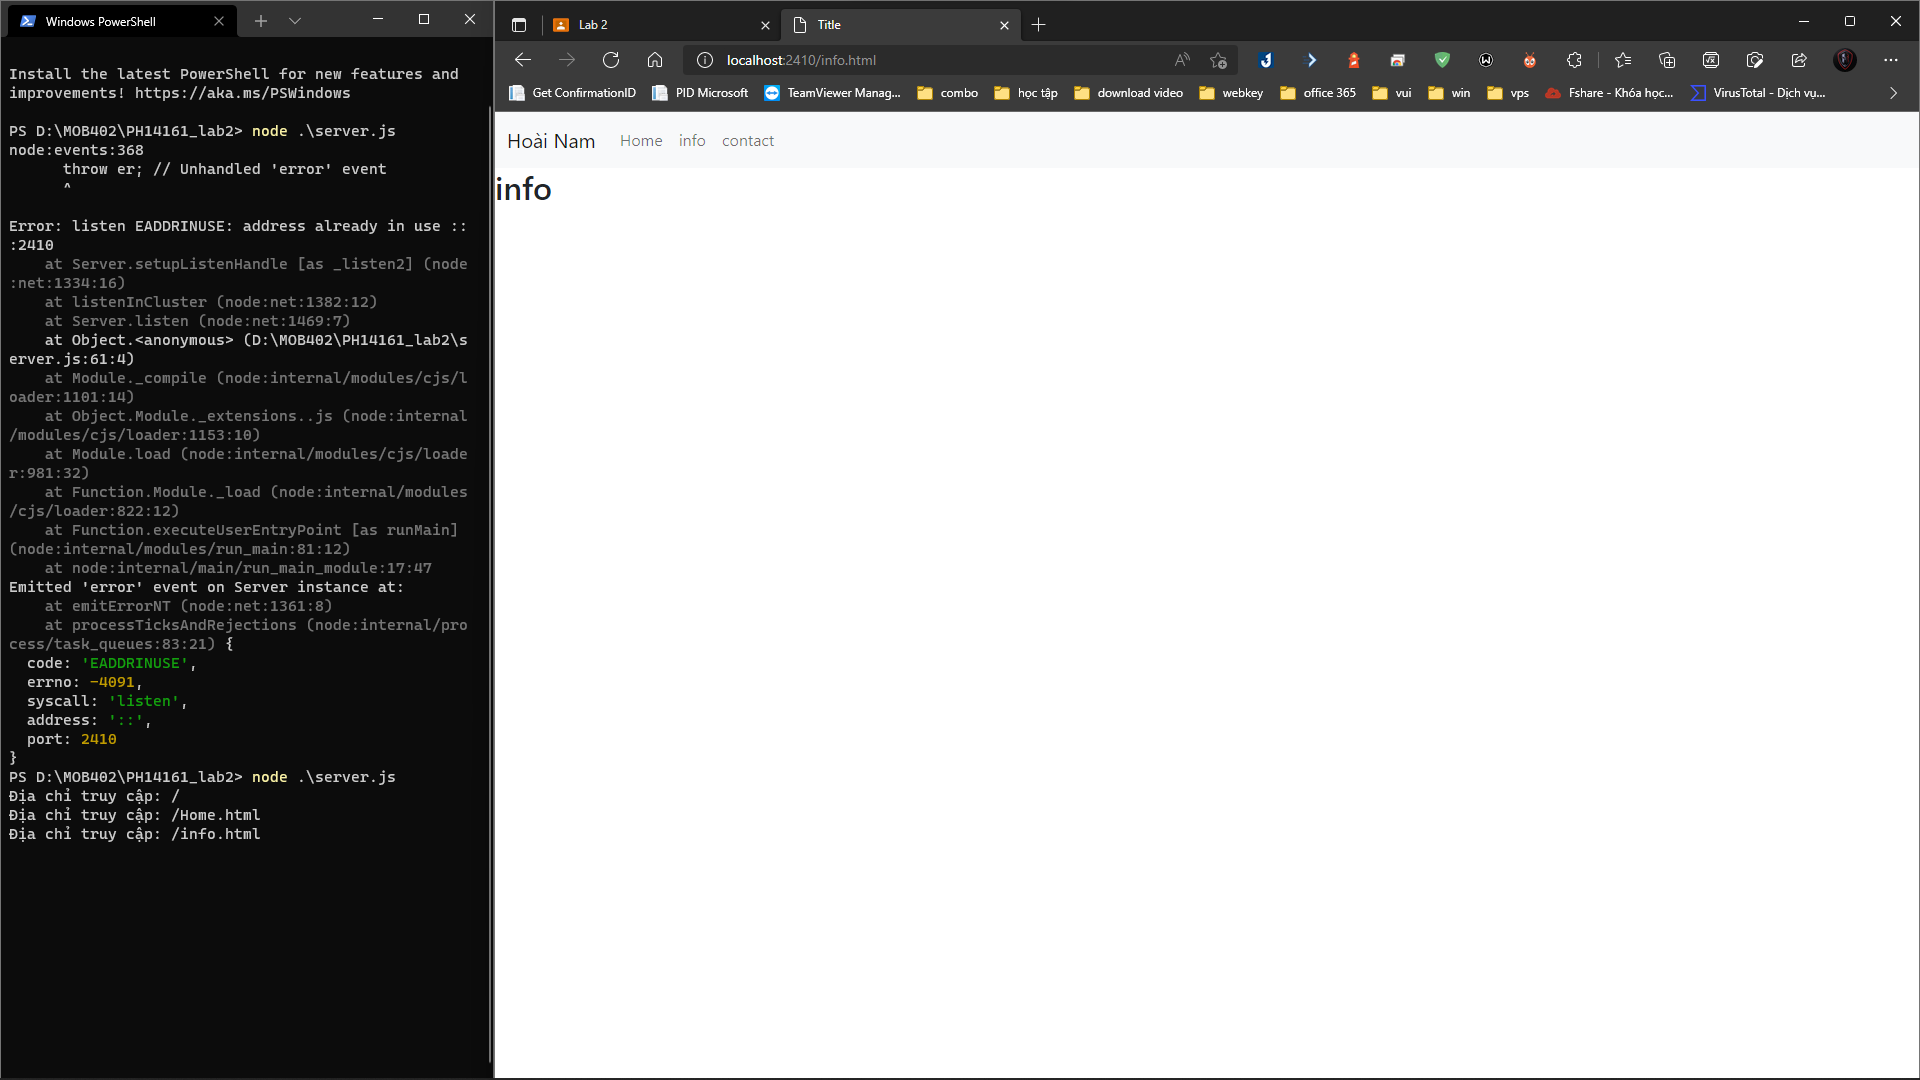 Windows PowerShell
Install the latest PowerShell for new features and
improvements! https://aka.ms/PSWindows
PS D:\MOB402\PH14161_lab2> node .\server.js
node:events:368
throw er; // Unhandled 'error' event
^
Error: listen EADDRINUSE: address already in use ::
:2410
at Server.setupListenHandle [as _listen2] (node
:net:1334:16)
at listenInCluster (node:net:1382:12)
at Server.listen (node:net:1469:7)
at Object.<anonymous> (D:\MOB402\PH14161_lab2\s
erver.js:61:4)
at Module._compile (node:internal/modules/cjs/l
oader:1101:14)
at Object.Module._extensions..js (node:internal
/modules/cjs/loader:1153:10)
at Module.load (node:internal/modules/cjs/loade
r:981:32)
at Function.Module._load (node:internal/modules
/cjs/loader:822:12)
at Function.executeUserEntryPoint [as runMain]
(node:internal/modules/run_main:81:12)
at node:internal/main/run_main_module:17:47
Emitted 'error' event on Server instance at:
at emitErrorNT (node:net:1361:8)
at processTicksAndRejections (node:internal/pro
cess/task_queues:83:21) {
code: 'EADDRINUSE',
errno: -4091,
syscall: 'listen',
address: '::',
port: 2410
}
PS D:\MOB402\PH14161_lab2> node .\server.js
Địa chỉ truy cập: /
Địa chỉ truy cập: /Home.html
Địa chỉ truy cập: /info.html
Lab 2
Title
localhost:2410/info.html
Get ConfirmationID PID Microsoft TeamViewer Manag... combo học tập download video webkey office 365 vui win vps Fshare - Khóa học... VirusTotal - Dịch vụ...
Hoài Nam Home info contact
info